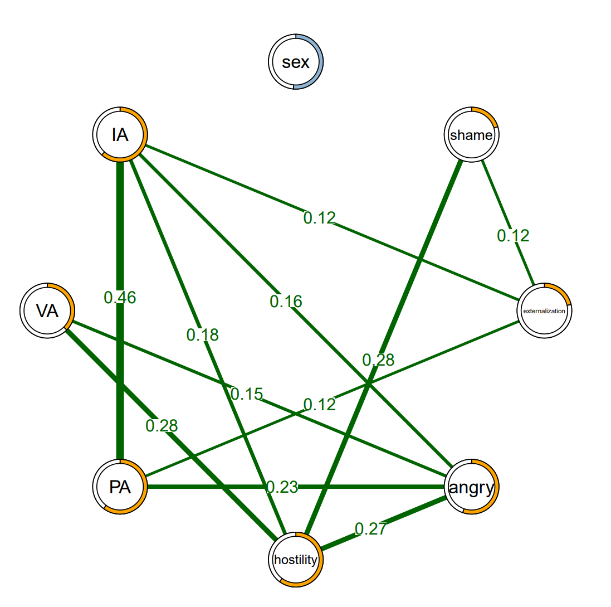 sex
IA
shame
0.12
0.12
0.46
0.16
VA
externalization
0.18
0.28
0.15
0.12
0.28
PA
0.23
angry
0.27
hostility